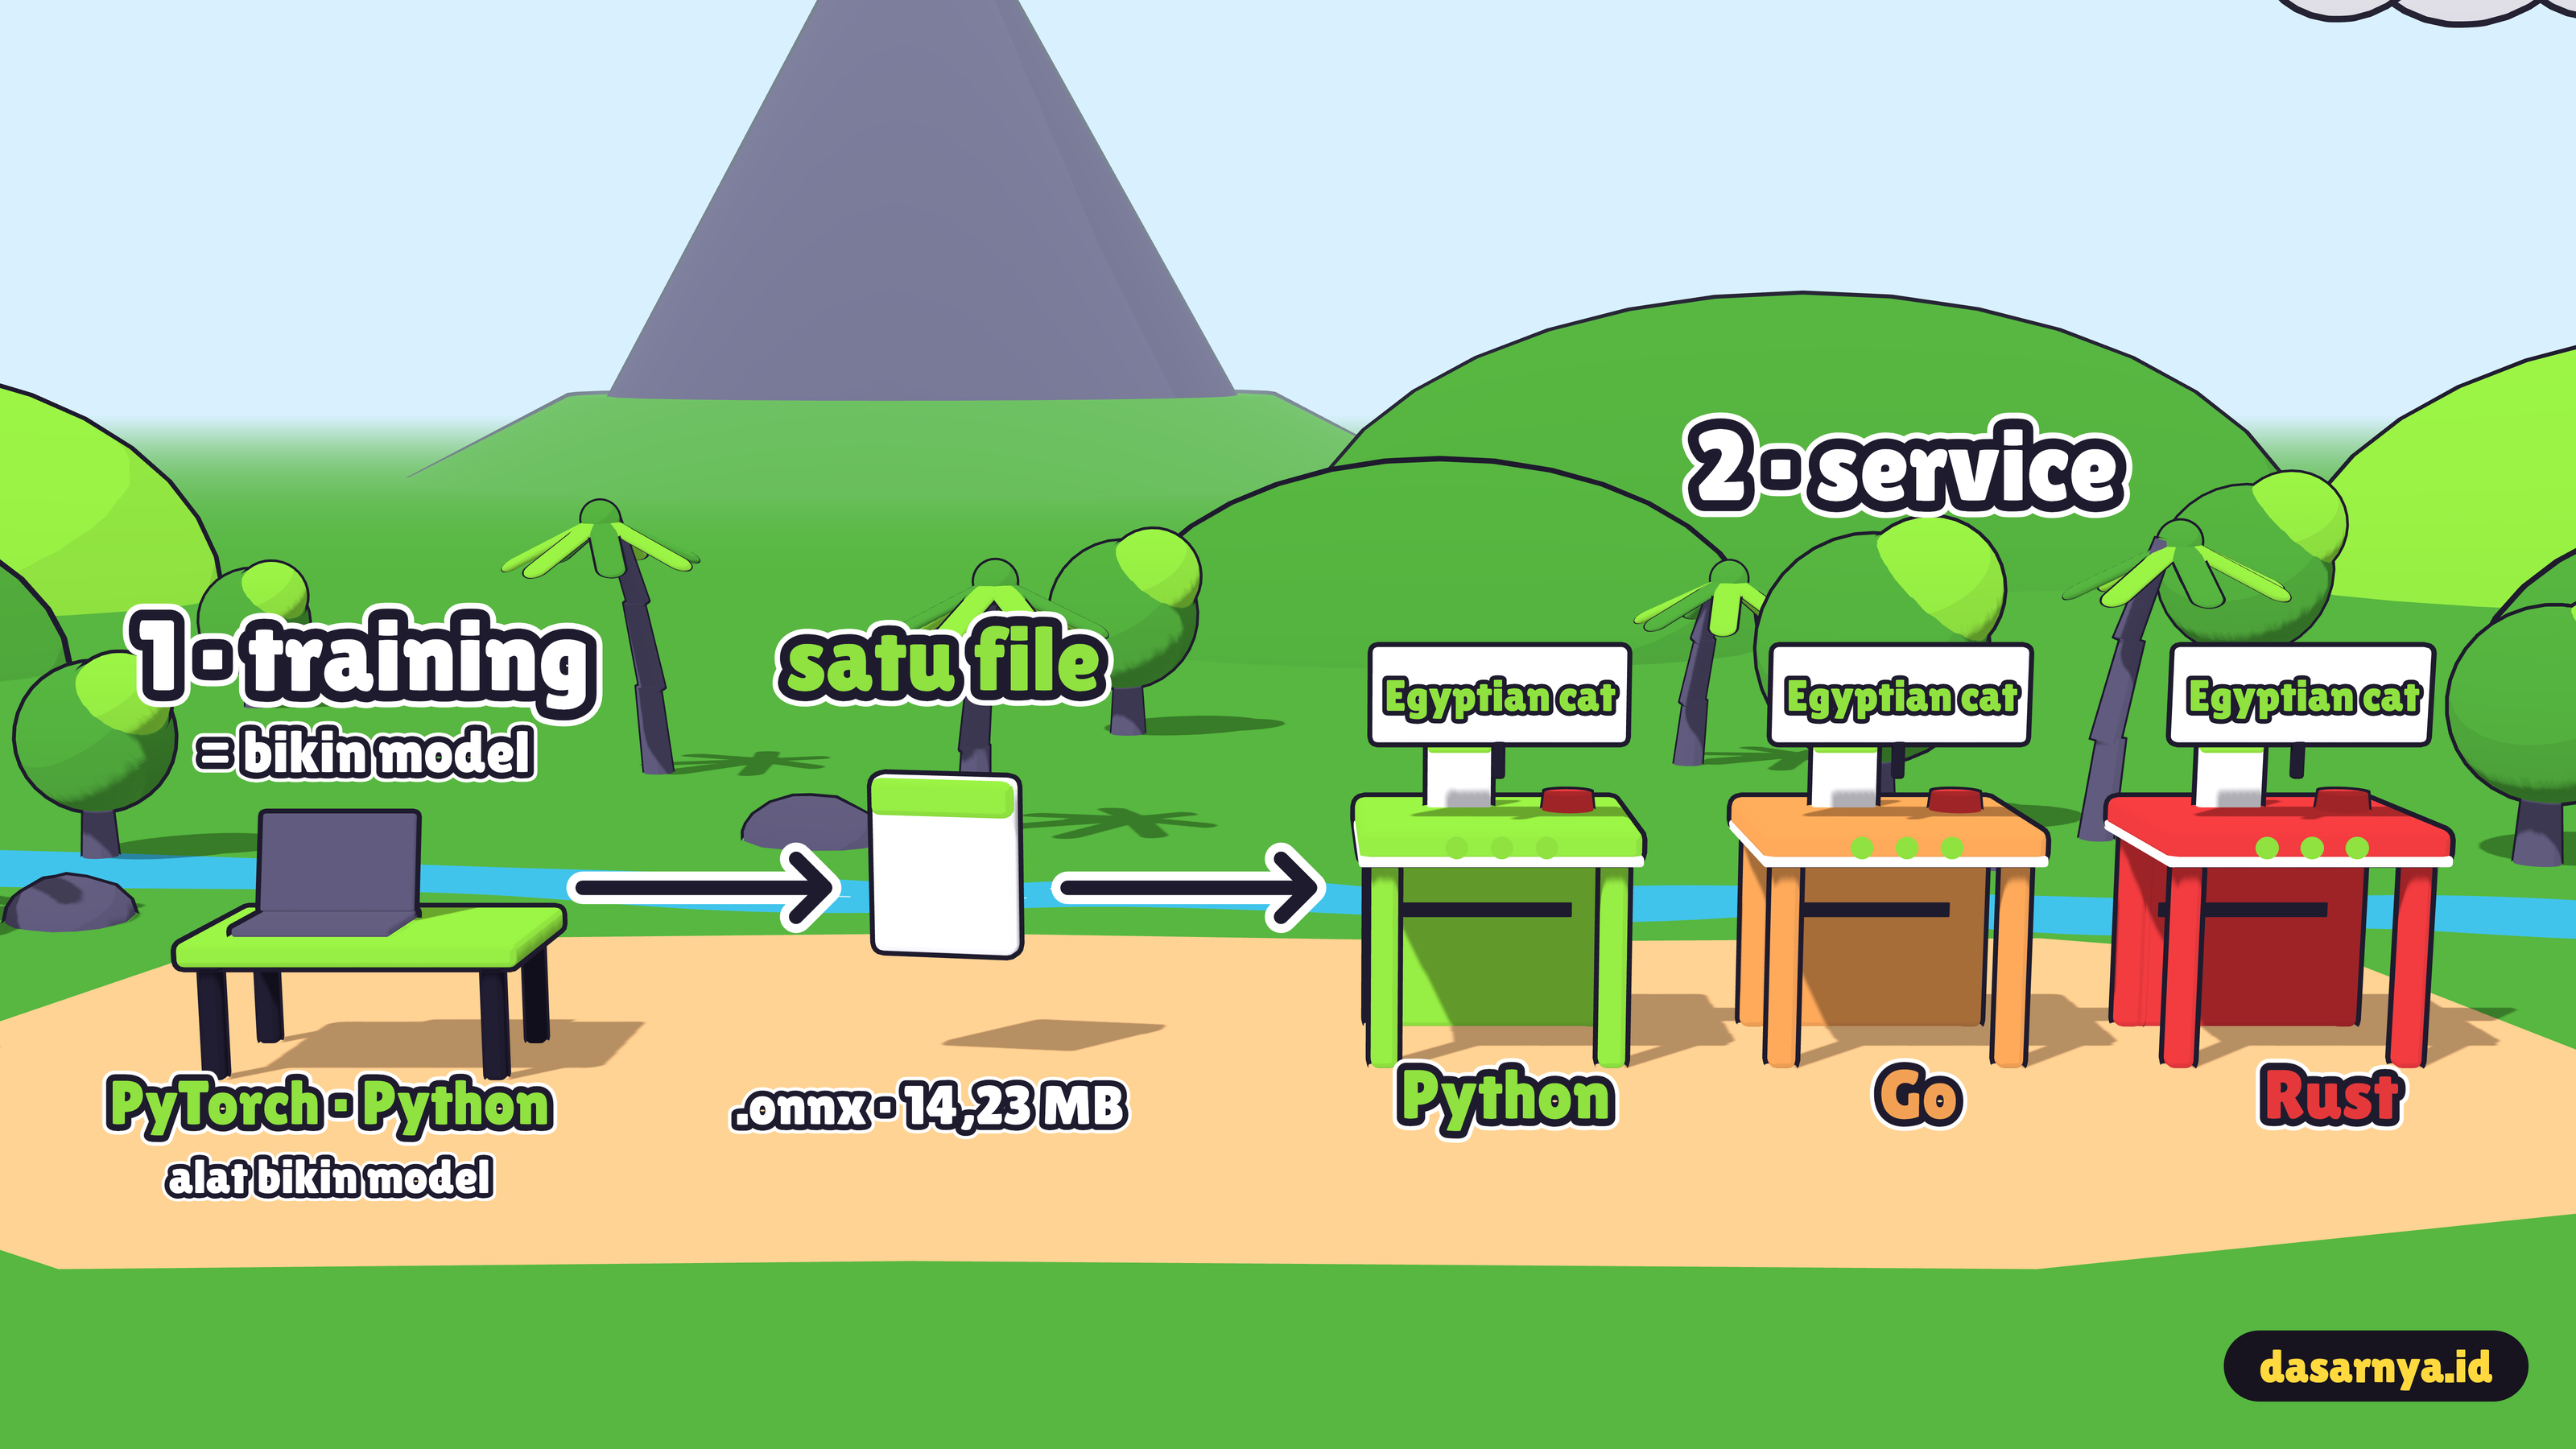 1 · training
= bikin model
PyTorch · Python
alat bikin model
satu file
.onnx · 14,23 MB
2 · service
Egyptian cat
Egyptian cat
Egyptian cat
Python
Go
Rust
dasarnya.id